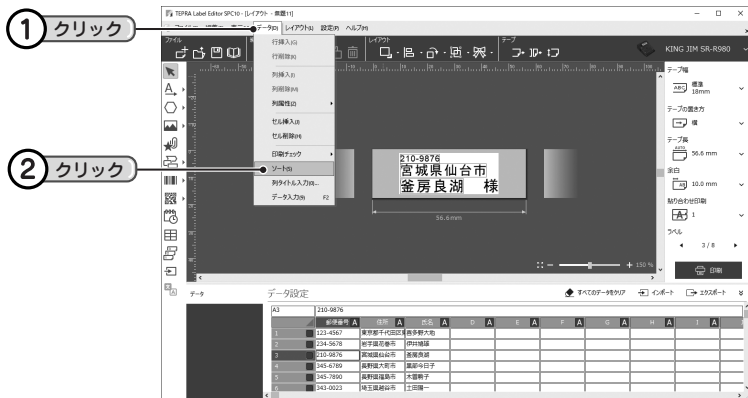 TEPRA Label Editor SPC10 - [レイアウト - 無題11]
データ(D) レイアウト(L) 設定(P) ヘルプ(H)
① クリック
ファイル
レイアウト
テープ
KING JIM SR-R980
行挿入(G)
行削除(K)
列挿入(J)
列削除(M)
列属性(Z)
セル挿入(J)
セル削除(H)
印刷チェック
ソート(S)
列タイトル入力(I)...
データ入力(9) F2
② クリック
210-9876
宮城県仙台市
釜房良湖 様
56.6mm
テープ幅
ABC 標準
18mm
テープの置き方
横
テープ長
AUTO
56.6 mm
余白
AB 10.0 mm
貼り合わせ印刷
A 1
ラベル
3 / 8
印刷
150 %
データ
データ設定
すべてのデータをクリア インポート エクスポート
A3 210-9876
郵便番号 A 住所 A 氏名 A D A E A F A G A H A I A
1 123-4567 東京都千代田区 喜多野大地
2 234-5678 岩手県花巻市 伊井鳩雄
3 210-9876 宮城県仙台市 釜房良湖
4 345-6789 長野県大町市 黒部今日子
5 345-7890 長野県福島市 木曽駒子
6 343-0023 埼玉県越谷市 土田陽一